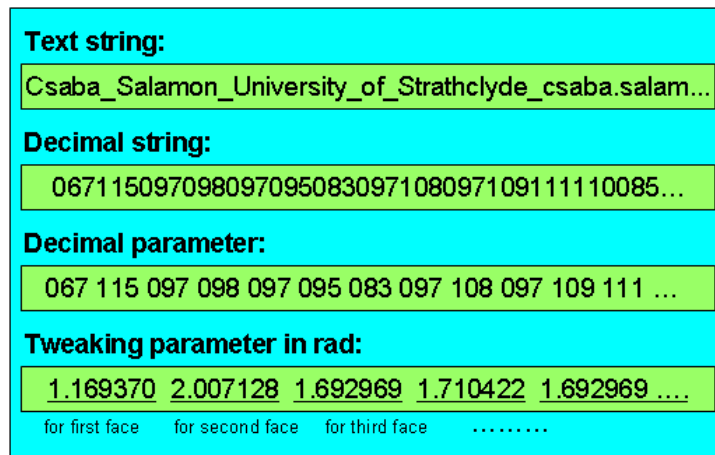 Text string:
Csaba_Salamon_University_of_Strathclyde_csaba.salam...
Decimal string:
067115097098097095083097108097109111110085...
Decimal parameter:
067 115 097 098 097 095 083 097 108 097 109 111 ...
Tweaking parameter in rad:
1.169370 2.007128 1.692969 1.710422 1.692969 ....
for first face for second face for third face .........